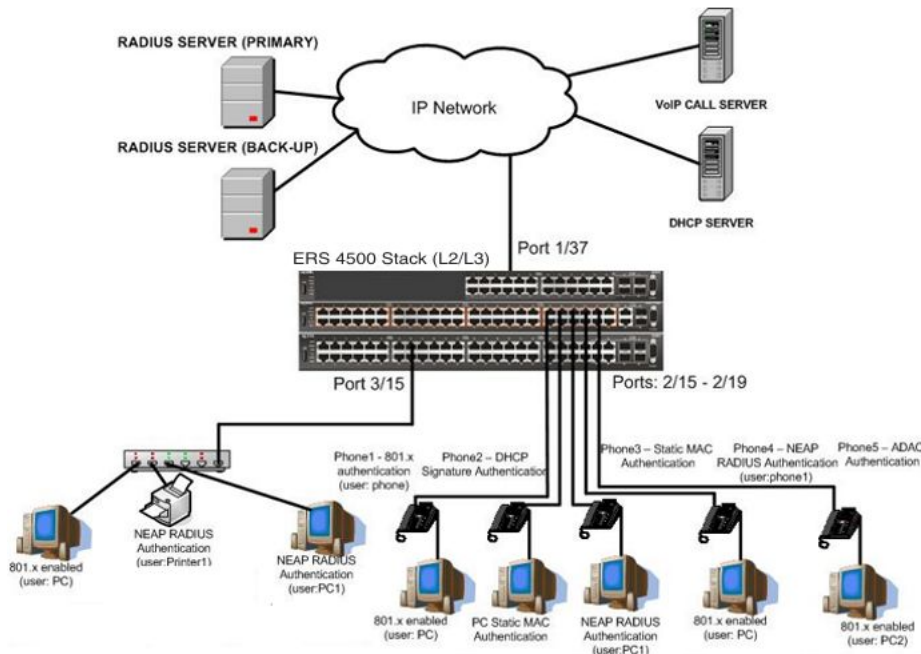 RADIUS SERVER (PRIMARY)
IP Network
VoIP CALL SERVER
RADIUS SERVER (BACK-UP)
DHCP SERVER
Port 1/37
ERS 4500 Stack (L2/L3)
Port 3/15
Ports: 2/15 - 2/19
Phone1 - 801.x
authentication
(user: phone)
Phone2 – DHCP
Signature Authentication
Phone3 – Static MAC
Authentication
Phone4 – NEAP
RADIUS Authentication
(user:phone1)
Phone5 – ADAC
Authentication
801.x enabled
(user: PC)
NEAP RADIUS
Authentication
(user:Printer1)
NEAP RADIUS
Authentication
(user:PC1)
801.x enabled
(user: PC)
PC Static MAC
Authentication
NEAP RADIUS
Authentication
(user:PC1)
801.x enabled
(user: PC)
801.x enabled
(user: PC2)